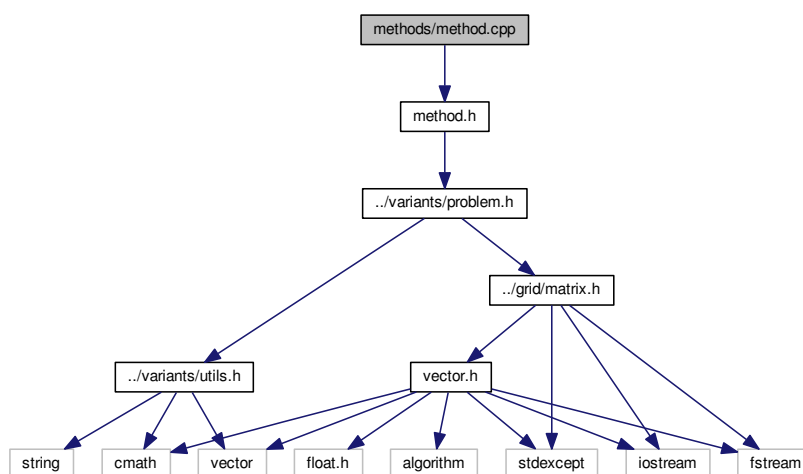 methods/method.cpp
method.h
../variants/problem.h
../grid/matrix.h
../variants/utils.h
vector.h
string
cmath
vector
float.h
algorithm
stdexcept
iostream
fstream